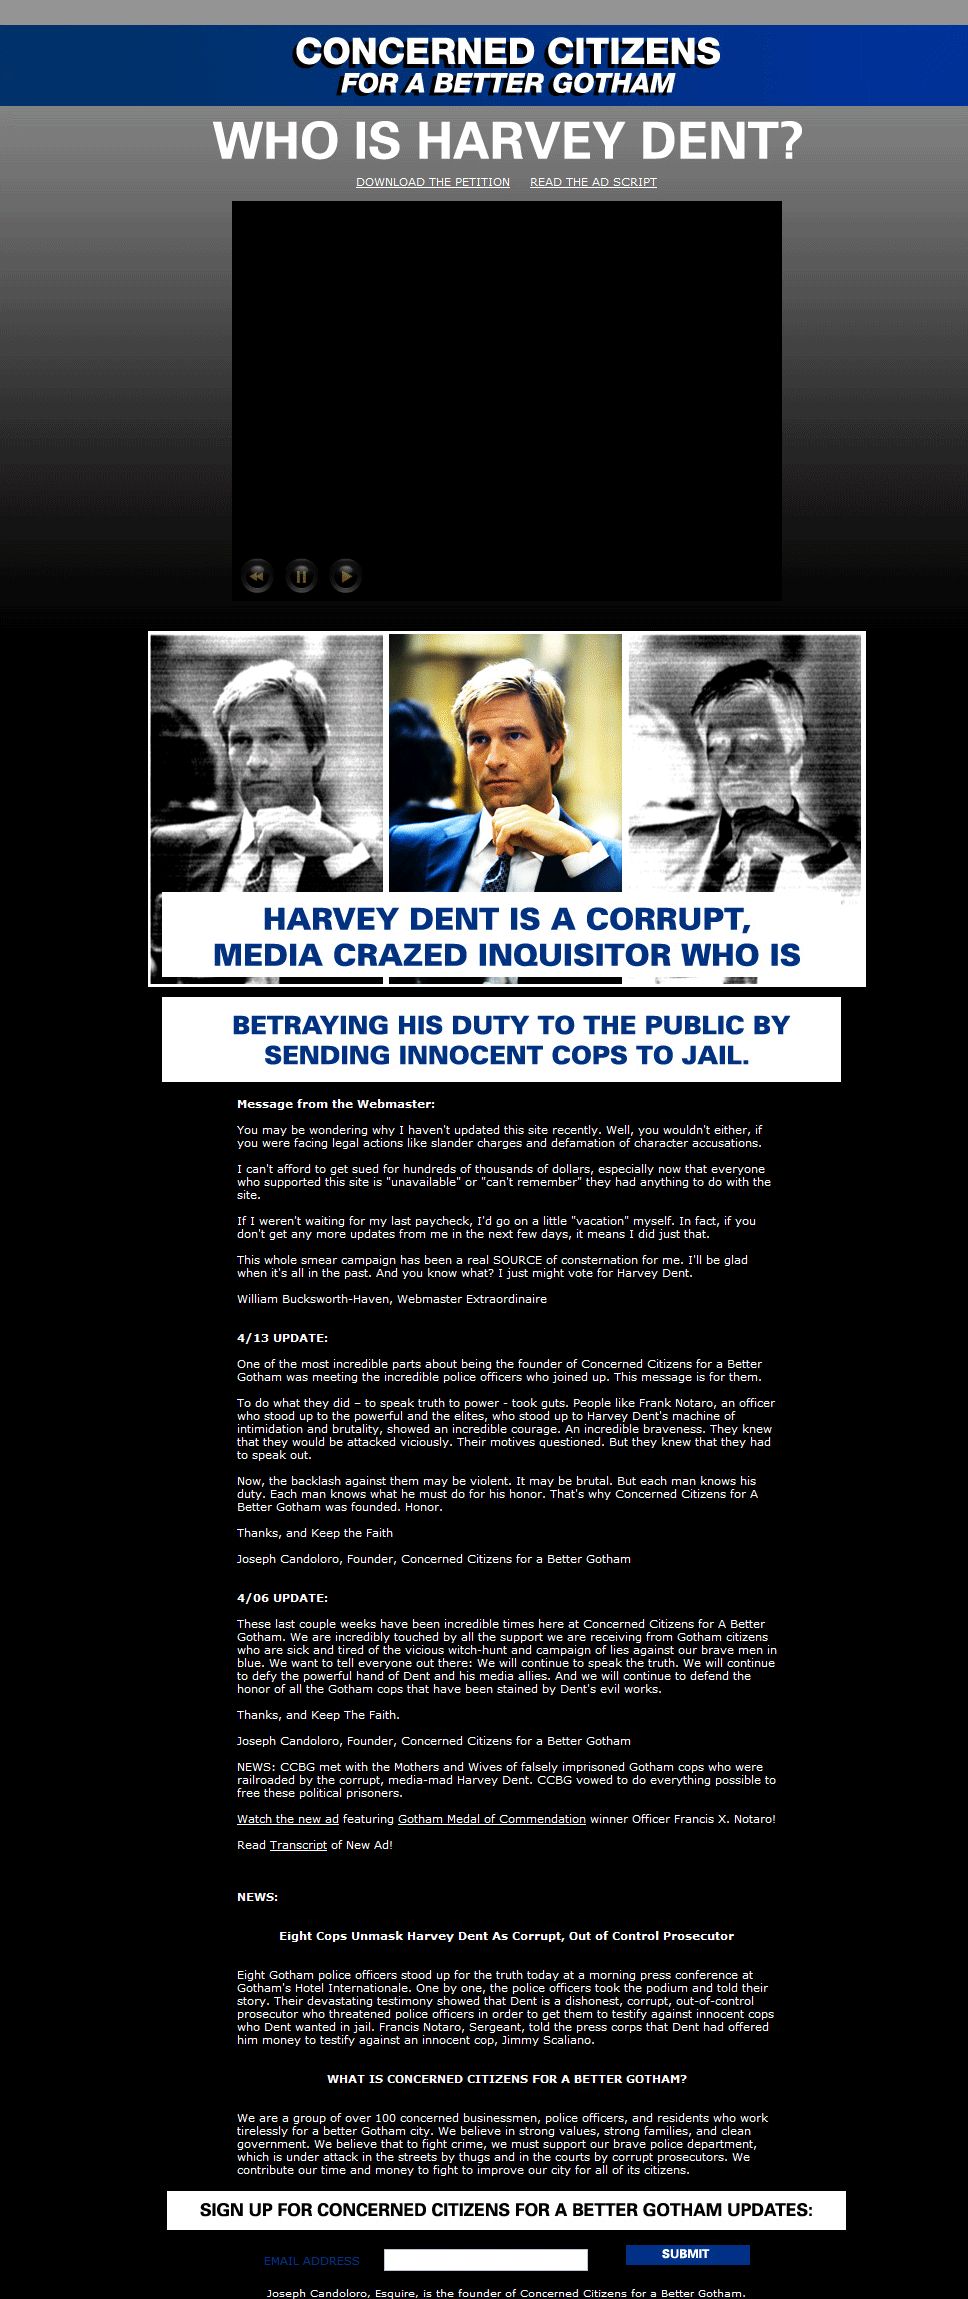 CONCERNED CITIZENS
FOR A BETTER GOTHAM
WHO IS HARVEY DENT?
DOWNLOAD THE PETITION READ THE AD SCRIPT
HARVEY DENT IS A CORRUPT,
MEDIA CRAZED INQUISITOR WHO IS
BETRAYING HIS DUTY TO THE PUBLIC BY
SENDING INNOCENT COPS TO JAIL.
Message from the Webmaster:
You may be wondering why I haven't updated this site recently. Well, you wouldn't either, if
you were facing legal actions like slander charges and defamation of character accusations.
I can't afford to get sued for hundreds of thousands of dollars, especially now that everyone
who supported this site is "unavailable" or "can't remember" they had anything to do with the
site.
If I weren't waiting for my last paycheck, I'd go on a little "vacation" myself. In fact, if you
don't get any more updates from me in the next few days, it means I did just that.
This whole smear campaign has been a real SOURCE of consternation for me. I'll be glad
when it's all in the past. And you know what? I just might vote for Harvey Dent.
William Bucksworth-Haven, Webmaster Extraordinaire
4/13 UPDATE:
One of the most incredible parts about being the founder of Concerned Citizens for a Better
Gotham was meeting the incredible police officers who joined up. This message is for them.
To do what they did – to speak truth to power - took guts. People like Frank Notaro, an officer
who stood up to the powerful and the elites, who stood up to Harvey Dent's machine of
intimidation and brutality, showed an incredible courage. An incredible braveness. They knew
that they would be attacked viciously. Their motives questioned. But they knew that they had
to speak out.
Now, the backlash against them may be violent. It may be brutal. But each man knows his
duty. Each man knows what he must do for his honor. That's why Concerned Citizens for A
Better Gotham was founded. Honor.
Thanks, and Keep the Faith
Joseph Candoloro, Founder, Concerned Citizens for a Better Gotham
4/06 UPDATE:
These last couple weeks have been incredible times here at Concerned Citizens for A Better
Gotham. We are incredibly touched by all the support we are receiving from Gotham citizens
who are sick and tired of the vicious witch-hunt and campaign of lies against our brave men in
blue. We want to tell everyone out there: We will continue to speak the truth. We will continue
to defy the powerful hand of Dent and his media allies. And we will continue to defend the
honor of all the Gotham cops that have been stained by Dent's evil works.
Thanks, and Keep The Faith.
Joseph Candoloro, Founder, Concerned Citizens for a Better Gotham
NEWS: CCBG met with the Mothers and Wives of falsely imprisoned Gotham cops who were
railroaded by the corrupt, media-mad Harvey Dent. CCBG vowed to do everything possible to
free these political prisoners.
Watch the new ad featuring Gotham Medal of Commendation winner Officer Francis X. Notaro!
Read Transcript of New Ad!
NEWS:
Eight Cops Unmask Harvey Dent As Corrupt, Out of Control Prosecutor
Eight Gotham police officers stood up for the truth today at a morning press conference at
Gotham's Hotel Internationale. One by one, the police officers took the podium and told their
story. Their devastating testimony showed that Dent is a dishonest, corrupt, out-of-control
prosecutor who threatened police officers in order to get them to testify against innocent cops
who Dent wanted in jail. Francis Notaro, Sergeant, told the press corps that Dent had offered
him money to testify against an innocent cop, Jimmy Scaliano.
WHAT IS CONCERNED CITIZENS FOR A BETTER GOTHAM?
We are a group of over 100 concerned businessmen, police officers, and residents who work
tirelessly for a better Gotham city. We believe in strong values, strong families, and clean
government. We believe that to fight crime, we must support our brave police department,
which is under attack in the streets by thugs and in the courts by corrupt prosecutors. We
contribute our time and money to fight to improve our city for all of its citizens.
SIGN UP FOR CONCERNED CITIZENS FOR A BETTER GOTHAM UPDATES:
EMAIL ADDRESS SUBMIT
Joseph Candoloro, Esquire, is the founder of Concerned Citizens for a Better Gotham.